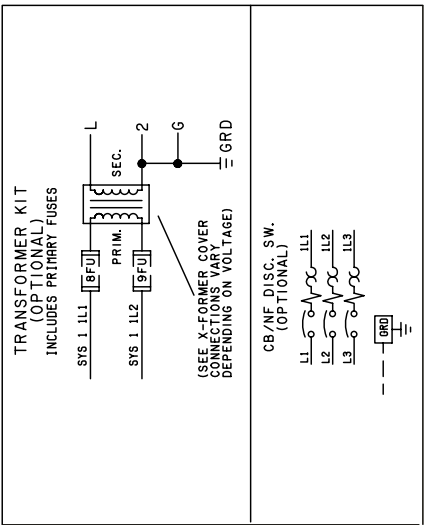 TRANSFORMER KIT
(OPTIONAL)
INCLUDES PRIMARY FUSES
SYS 1 1L1
8FU
L
PRIM.
SEC.
SYS 1 1L2
9FU
2
G
GRD
(SEE X-FORMER COVER
CONNECTIONS VARY
DEPENDING ON VOLTAGE)
CB/NF DISC. SW.
(OPTIONAL)
L1
1L1
L2
1L2
L3
1L3
GRD